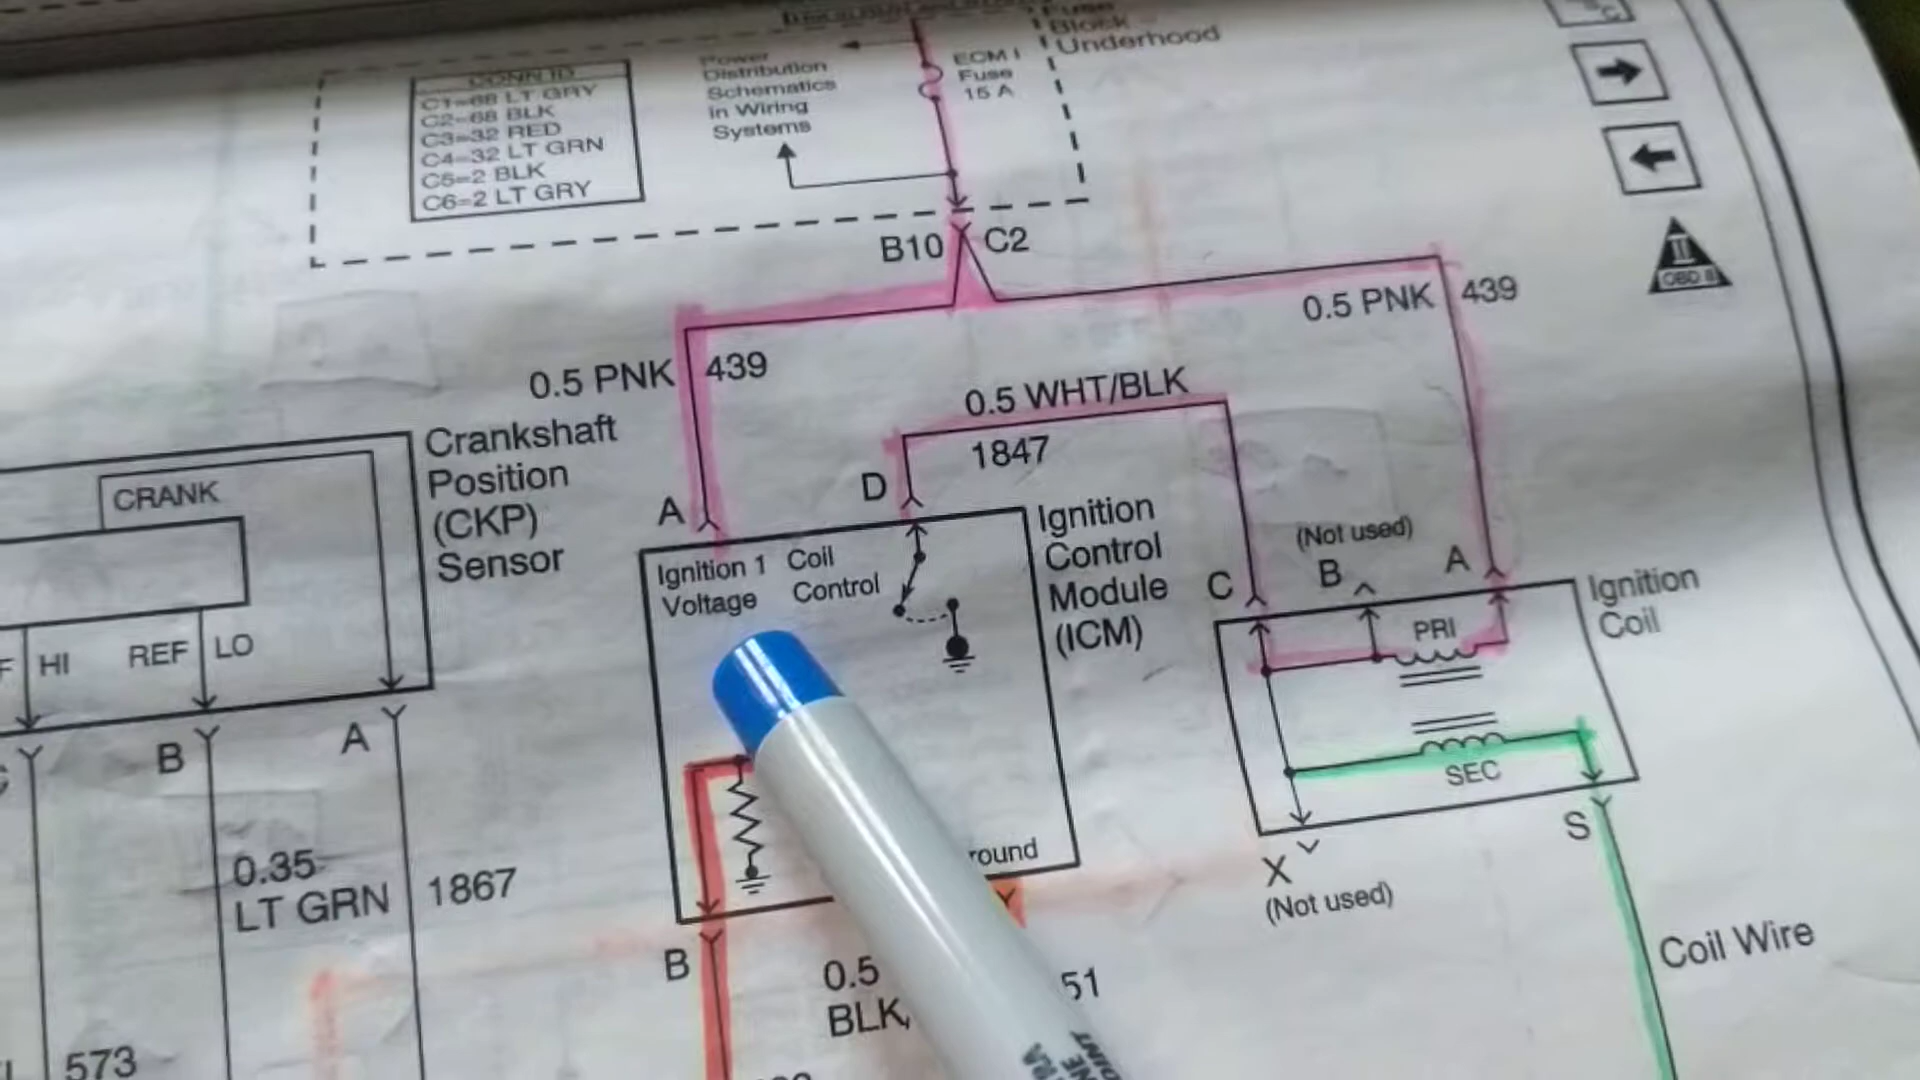 Fuse
Block
Underhood
Power
Distribution
Schematics
in Wiring
Systems
ECM I
Fuse
15 A
CONN ID
C1=68 LT GRY
C2=68 BLK
C3=32 RED
C4=32 LT GRN
C5=2 BLK
C6=2 LT GRY
B10
C2
II
OBD II
0.5 PNK
439
0.5 PNK
439
0.5 WHT/BLK
1847
Crankshaft
Position
(CKP)
Sensor
CRANK
HI
REF
LO
A
D
Ignition 1
Voltage
Coil
Control
Ignition
Control
Module
(ICM)
(Not used)
C
B
A
Ignition
Coil
PRI
SEC
B
A
0.35
LT GRN
1867
573
B
0.5
BLK
51
X
(Not used)
S
Coil Wire